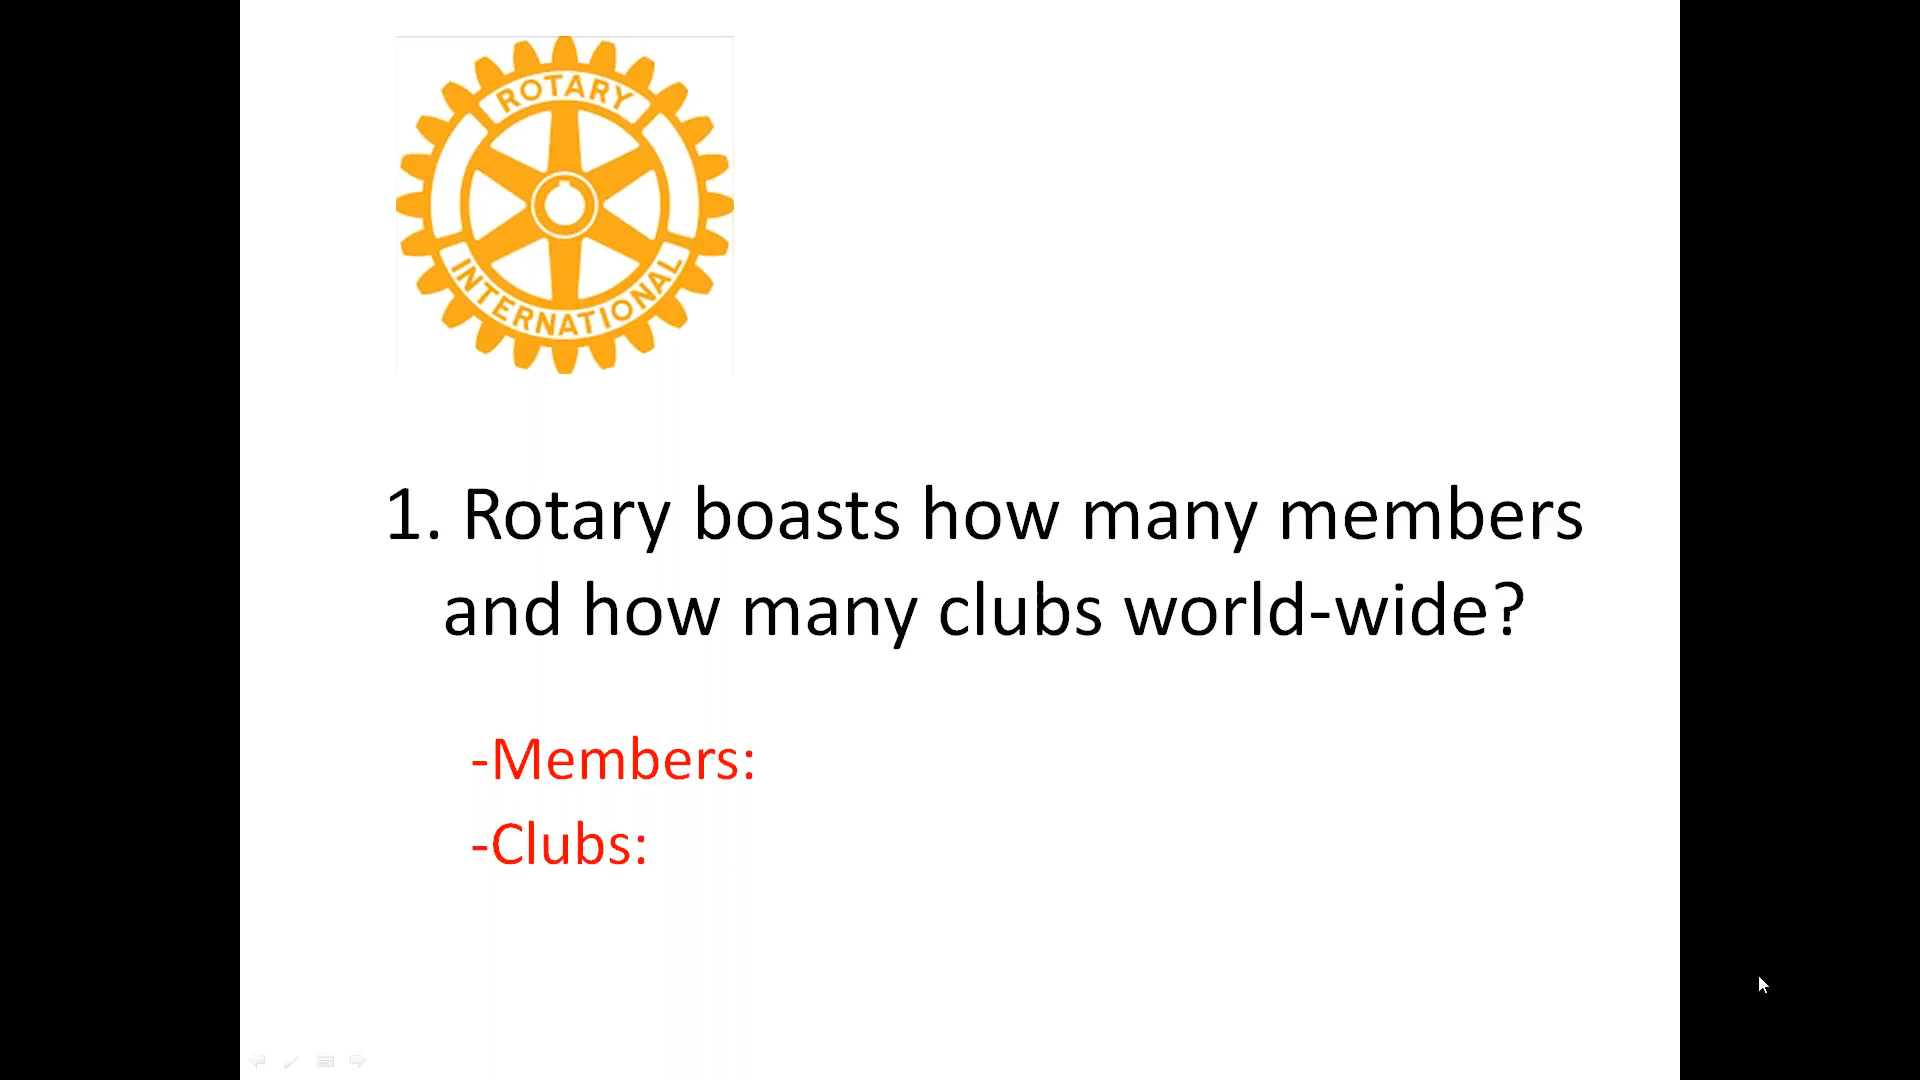 ROTARY
INTERNATIONAL
1. Rotary boasts how many members
and how many clubs world-wide?
-Members:
-Clubs: